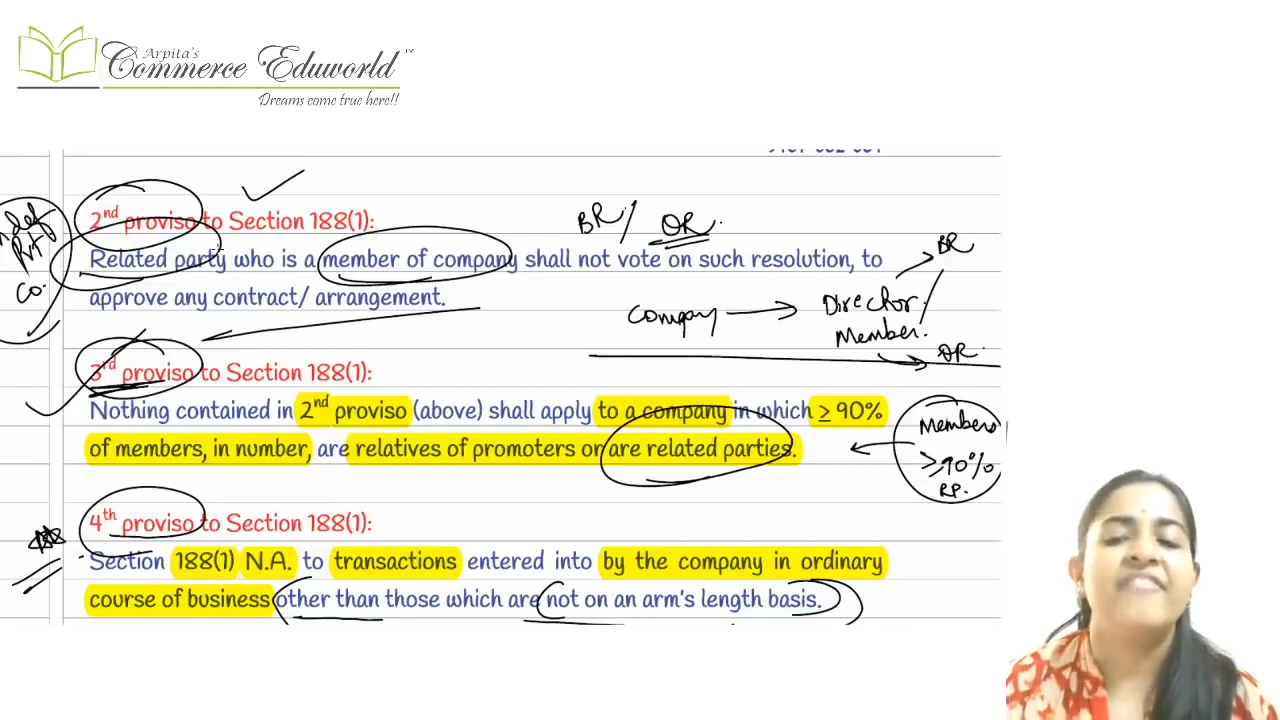 Arpita's
Commerce Eduworld™
Dreams come true here!!
2nd proviso to Section 188(1):
BR/ OR.
Related party who is a member of company shall not vote on such resolution, to
approve any contract/ arrangement.
Company → Director/
Member.
BR
OR.
Pvt
Co.
3rd proviso to Section 188(1):
Nothing contained in 2nd proviso (above) shall apply to a company in which ≥ 90%
of members, in number, are relatives of promoters or are related parties.
Members
≥90%
RP.
4th proviso to Section 188(1):
Section 188(1) N.A. to transactions entered into by the company in ordinary
course of business other than those which are not on an arm's length basis.